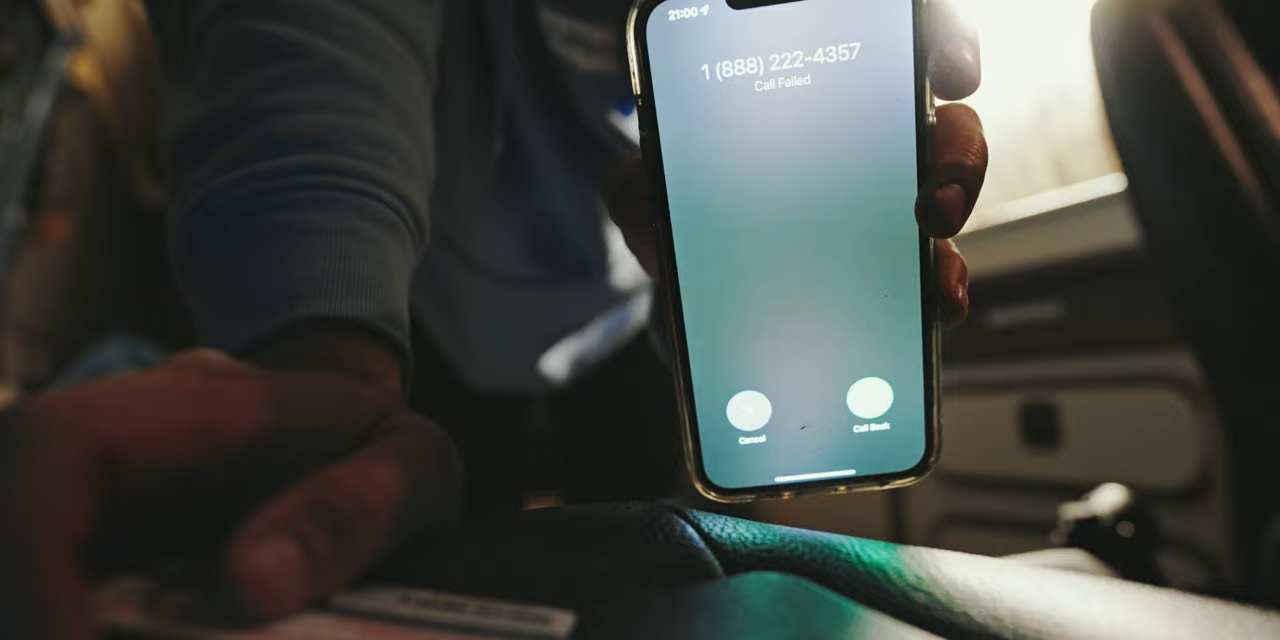 21:00
1 (888) 222-4357
Call Failed
Cancel
Call Back